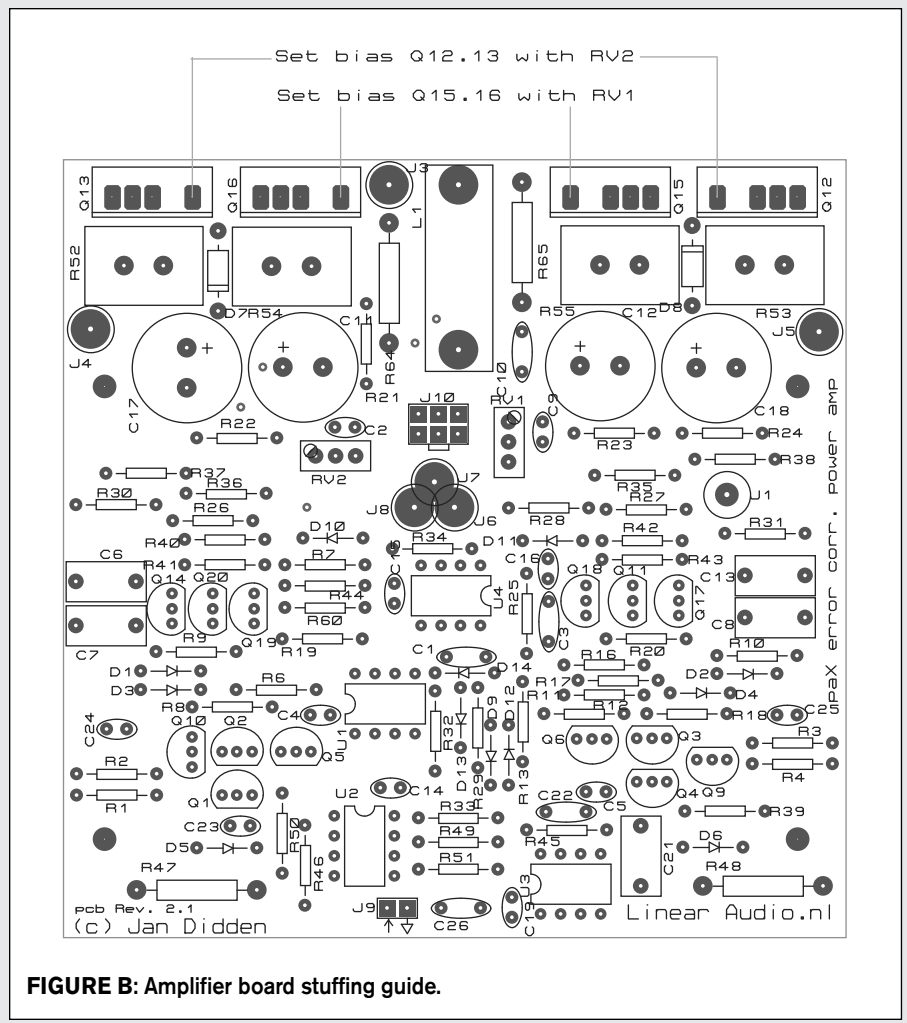 Set bias Q12.13 with RV2
Set bias Q15.16 with RV1
J3
Q13
Q16
L1
Q15
Q12
R52
R65
D7
R54
C11
R55
C12
D8
R53
J5
J4
R64
C10
C17
R21
J10
RV1
C9
C18
R22
C2
R23
R24
RV2
R37
J7
R35
R38
R36
R30
R27
J1
R26
J8
J6
R28
D10
R34
D11
R42
R31
R40
R7
C15
C16
R43
C6
R41
Q14
Q20
R44
U4
R25
Q18
Q11
C13
Q17
R60
C8
C7
R9
Q19
R19
C1
C3
R20
R10
D1
D14
R16
D2
D3
R6
R17
R11
D4
R8
C4
D9
D12
R12
R18
C25
C24
Q10
Q2
Q5
U1
R32
Q6
Q3
R3
R2
D13
R29
R13
Q4
Q9
R4
R1
Q1
U2
C14
C22
C5
R39
C23
R50
R33
R45
D5
R49
C21
D6
R47
R46
R51
U3
R48
J9
C26
C19
paX error corr. power amp
pcb Rev. 2.1
(c) Jan Didden
Linear Audio.nl
FIGURE B: Amplifier board stuffing guide.